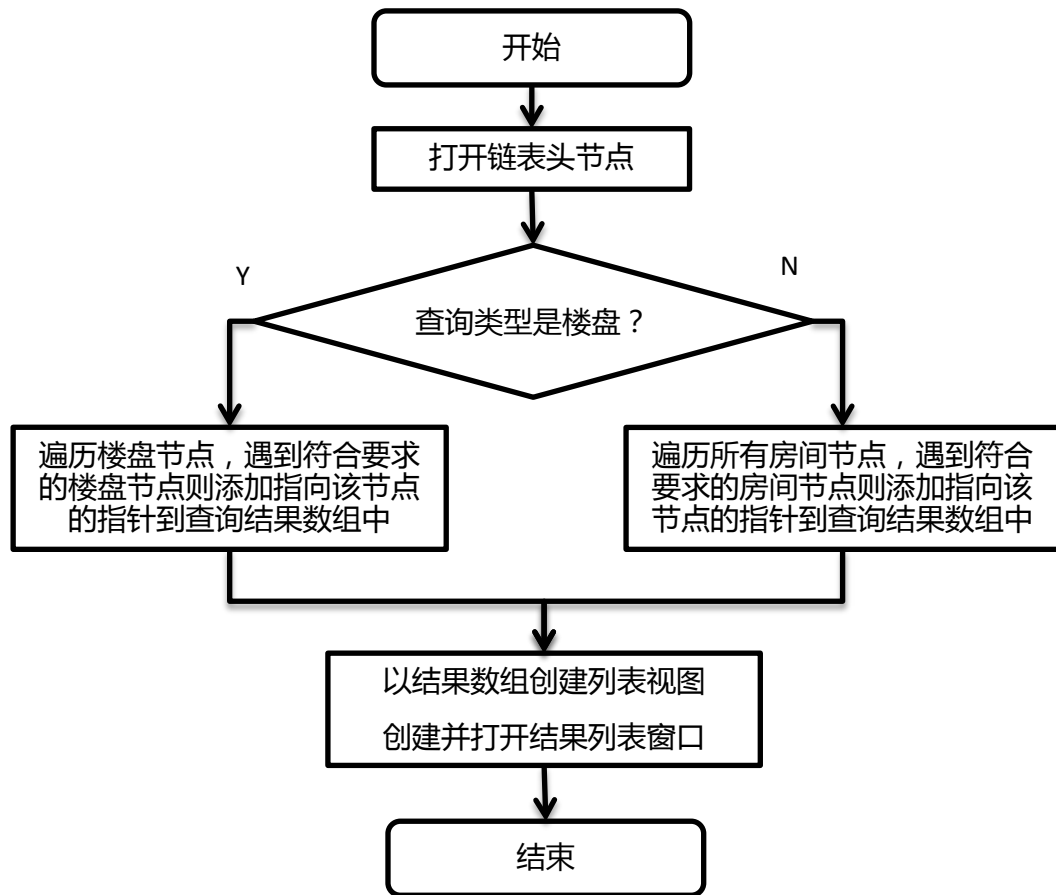 开始
打开链表头节点
Y
N
查询类型是楼盘？
遍历楼盘节点，遇到符合要求
的楼盘节点则添加指向该节点
的指针到查询结果数组中
遍历所有房间节点，遇到符合
要求的房间节点则添加指向该
节点的指针到查询结果数组中
以结果数组创建列表视图
创建并打开结果列表窗口
结束